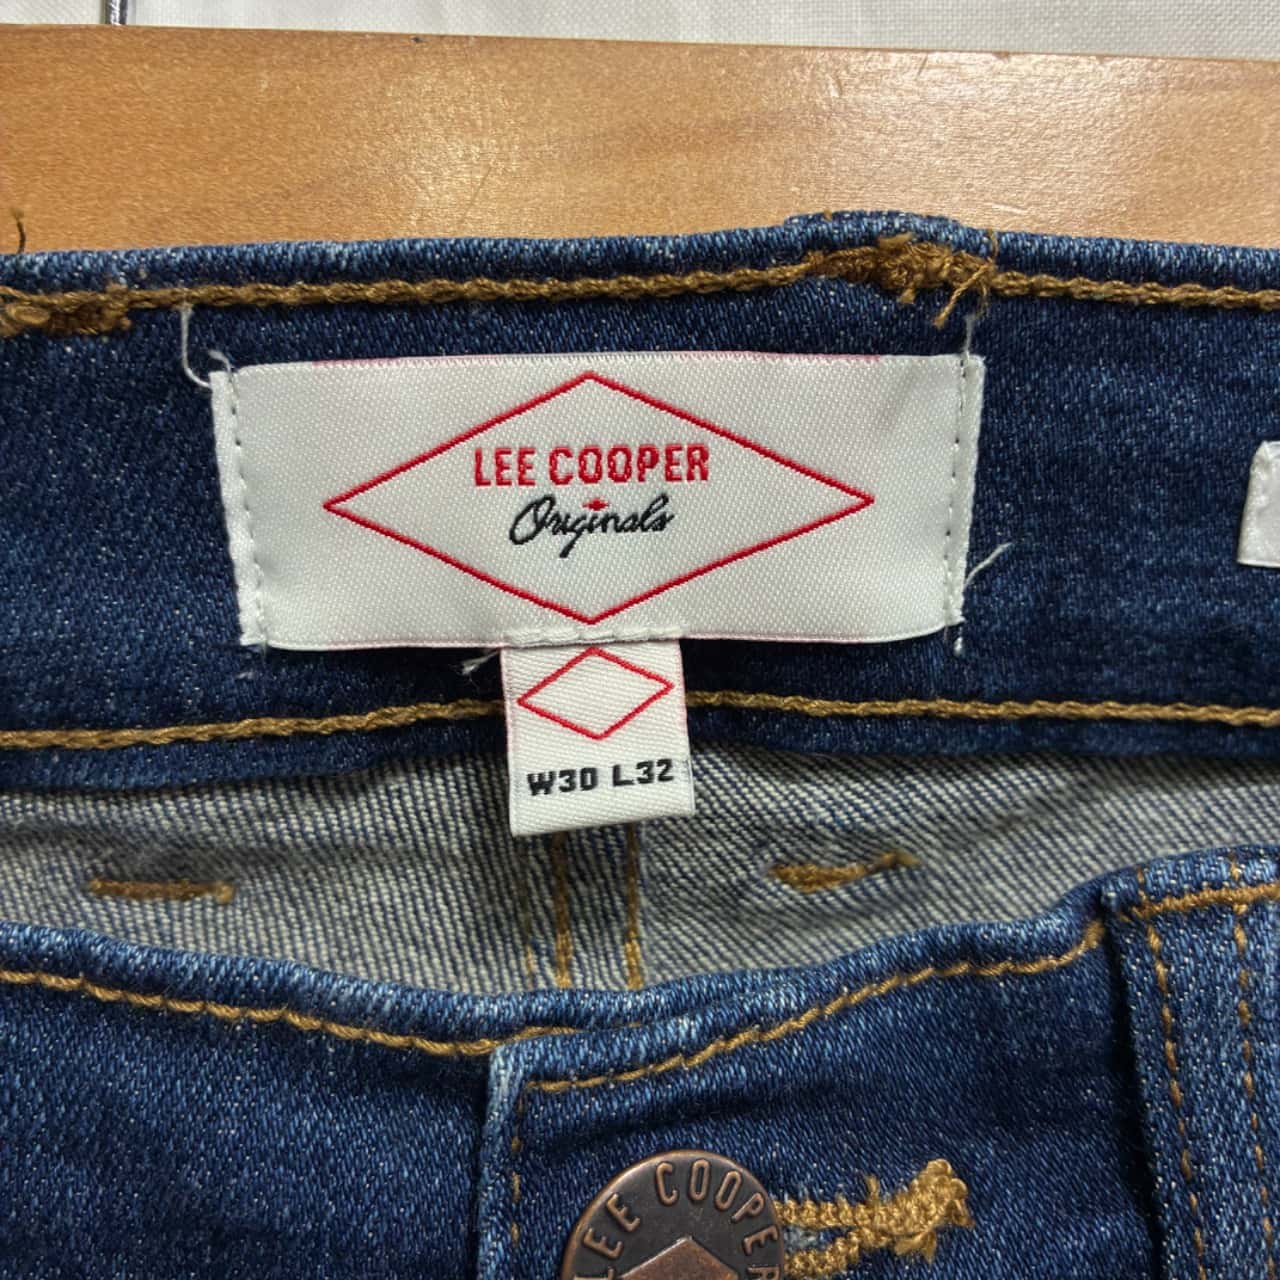 LEE COOPER
Originals
W30 L32
LEE COOPER